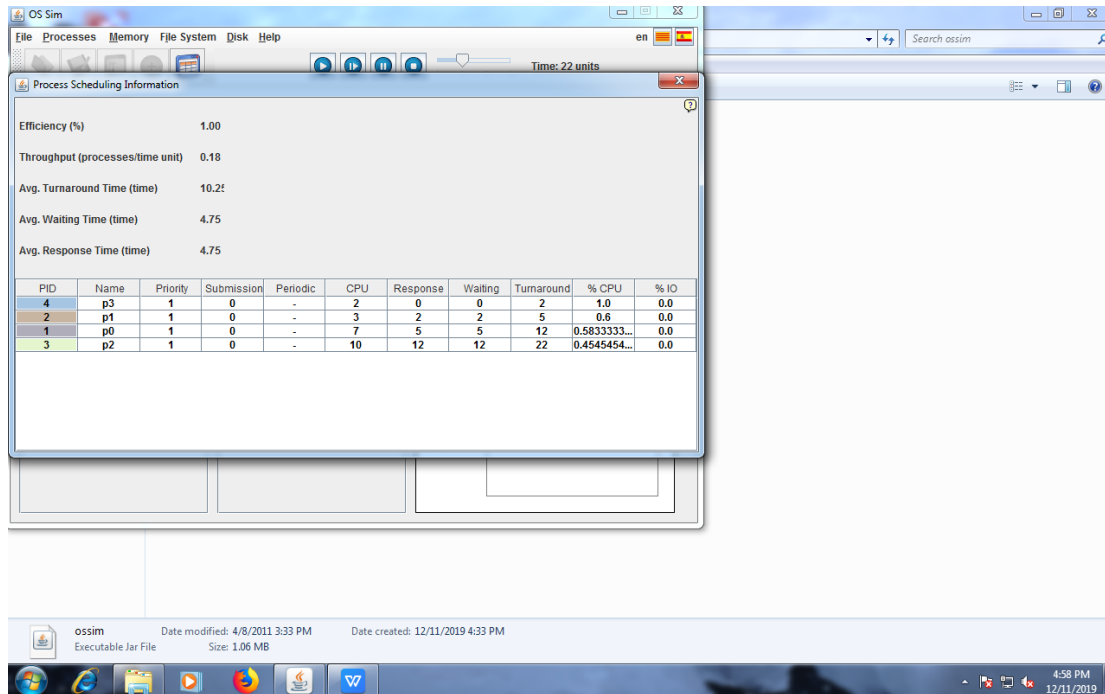 OS Sim
File Processes Memory File System Disk Help en
Search ossim
Time: 22 units
Process Scheduling Information
Efficiency (%) 1.00
Throughput (processes/time unit) 0.18
Avg. Turnaround Time (time) 10.25
Avg. Waiting Time (time) 4.75
Avg. Response Time (time) 4.75
PID Name Priority Submission Periodic CPU Response Waiting Turnaround % CPU % IO
4 p3 1 0 - 2 0 0 2 1.0 0.0
2 p1 1 0 - 3 2 2 5 0.6 0.0
1 p0 1 0 - 7 5 5 12 0.5833333... 0.0
3 p2 1 0 - 10 12 12 22 0.4545454... 0.0
ossim Date modified: 4/8/2011 3:33 PM Date created: 12/11/2019 4:33 PM
Executable Jar File Size: 1.06 MB
4:58 PM
12/11/2019